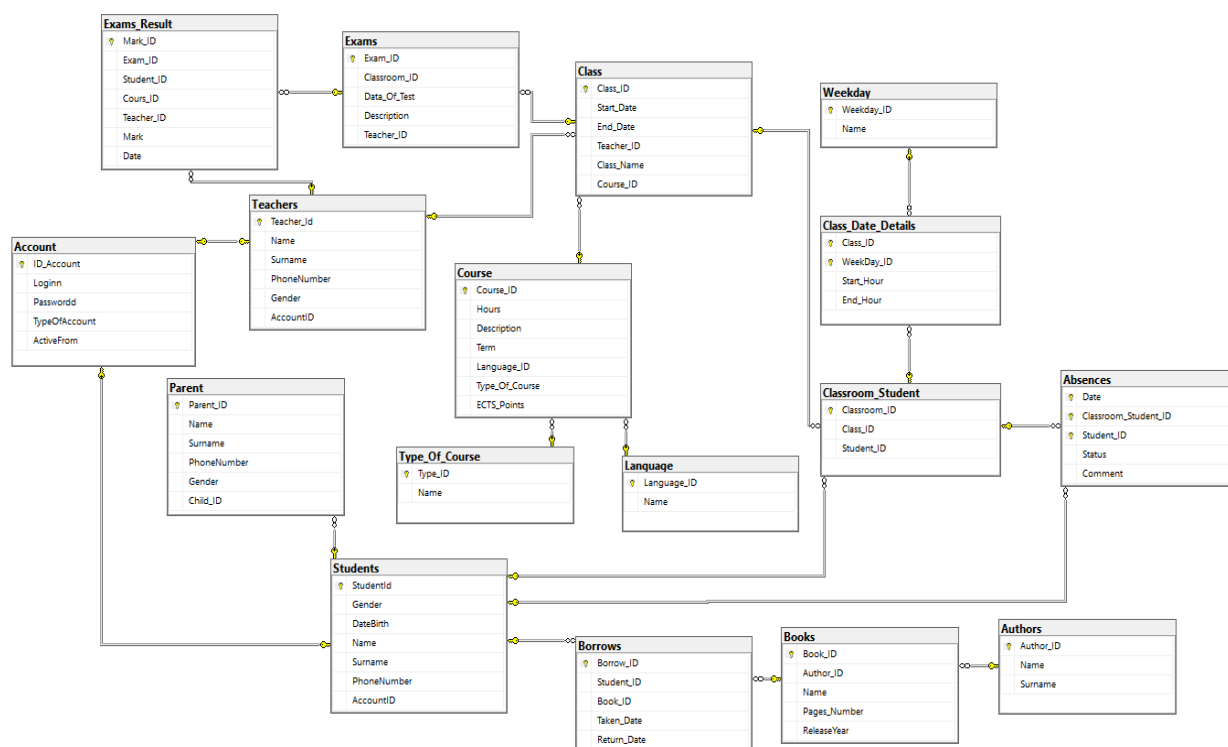 Exams_Result
Mark_ID
Exam_ID
Student_ID
Cours_ID
Teacher_ID
Mark
Date
Exams
Exam_ID
Classroom_ID
Data_Of_Test
Description
Teacher_ID
Class
Class_ID
Start_Date
End_Date
Teacher_ID
Class_Name
Course_ID
Weekday
Weekday_ID
Name
Teachers
Teacher_Id
Name
Surname
PhoneNumber
Gender
AccountID
Class_Date_Details
Class_ID
WeekDay_ID
Start_Hour
End_Hour
Account
ID_Account
Loginn
Passwordd
TypeOfAccount
ActiveFrom
Course
Course_ID
Hours
Description
Term
Language_ID
Type_Of_Course
ECTS_Points
Parent
Parent_ID
Name
Surname
PhoneNumber
Gender
Child_ID
Classroom_Student
Classroom_ID
Class_ID
Student_ID
Absences
Date
Classroom_Student_ID
Student_ID
Status
Comment
Type_Of_Course
Type_ID
Name
Language
Language_ID
Name
Students
StudentId
Gender
DateBirth
Name
Surname
PhoneNumber
AccountID
Borrows
Borrow_ID
Student_ID
Book_ID
Taken_Date
Return_Date
Books
Book_ID
Author_ID
Name
Pages_Number
ReleaseYear
Authors
Author_ID
Name
Surname